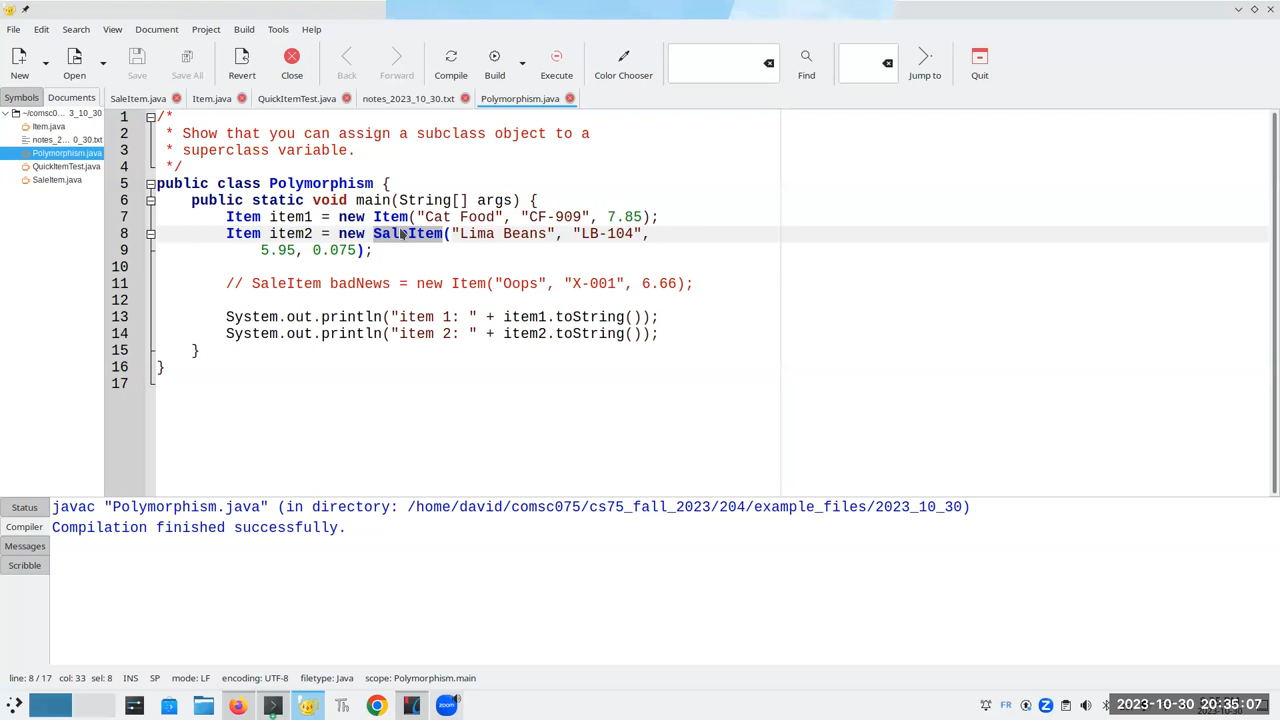 File Edit Search View Document Project Build Tools Help
New Open Save Save All Revert Close Back Forward Compile Build Execute Color Chooser Find Jump to Quit
Symbols Documents SaleItem.java Item.java QuickItemTest.java notes_2023_10_30.txt Polymorphism.java
~/comsc0... 3_10_30
Item.java
notes_2... 0_30.txt
Polymorphism.java
QuickItemTest.java
SaleItem.java
1 /*
2 * Show that you can assign a subclass object to a
3 * superclass variable.
4 */
5 public class Polymorphism {
6 public static void main(String[] args) {
7 Item item1 = new Item("Cat Food", "CF-909", 7.85);
8 Item item2 = new SaleItem("Lima Beans", "LB-104",
9 5.95, 0.075);
10
11 // SaleItem badNews = new Item("Oops", "X-001", 6.66);
12
13 System.out.println("item 1: " + item1.toString());
14 System.out.println("item 2: " + item2.toString());
15 }
16 }
17
Status
Compiler
Messages
Scribble
javac "Polymorphism.java" (in directory: /home/david/comsc075/cs75_fall_2023/204/example_files/2023_10_30)
Compilation finished successfully.
line: 8 / 17 col: 33 sel: 8 INS SP mode: LF encoding: UTF-8 filetype: Java scope: Polymorphism.main
Th zoom FR 2023-10-30 20:35:07